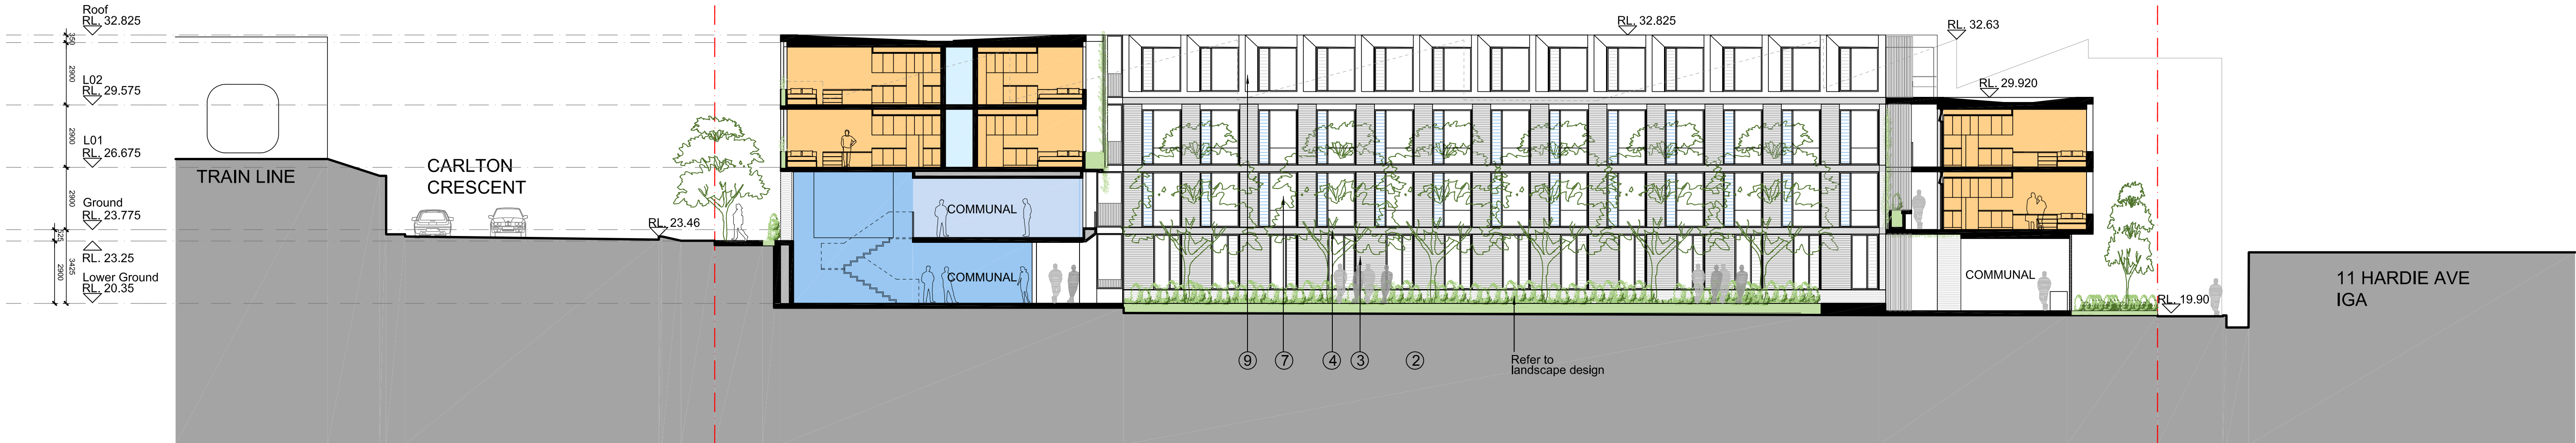 Roof
RL. 32.825
350
2900
L02
RL. 29.575
2900
L01
RL. 26.675
2900
Ground
RL. 23.775
525
RL. 23.25
3425
2900
Lower Ground
RL. 20.35
TRAIN LINE
CARLTON
CRESCENT
RL. 23.46
COMMUNAL
COMMUNAL
RL. 32.825
RL. 32.63
RL. 29.920
COMMUNAL
RL. 19.90
11 HARDIE AVE
IGA
9
7
4
3
2
Refer to
landscape design